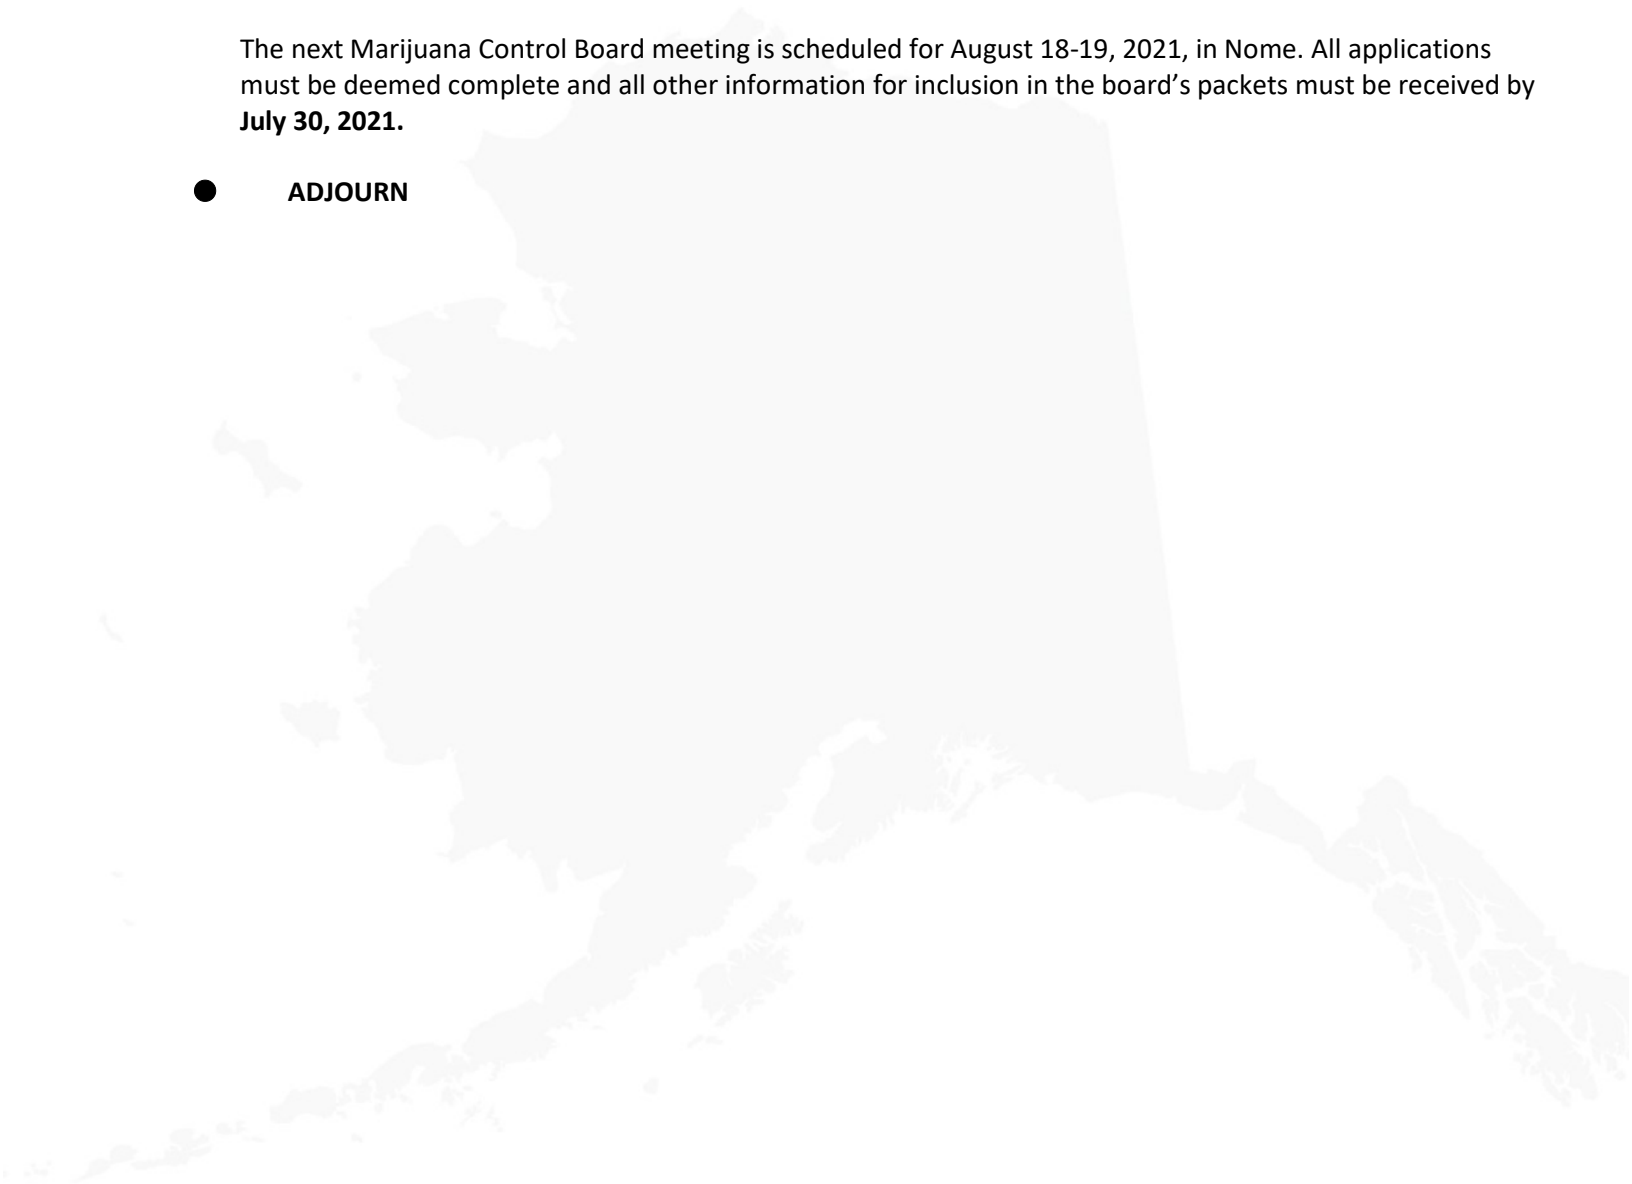 The next Marijuana Control Board meeting is scheduled for August 18-19, 2021, in Nome. All applications
must be deemed complete and all other information for inclusion in the board’s packets must be received by
July 30, 2021.
● ADJOURN